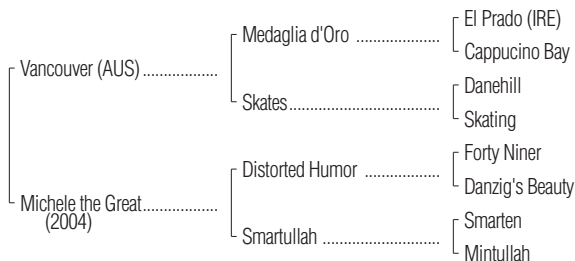 El Prado (IRE)
Medaglia d'Oro ....................
Cappucino Bay
Vancouver (AUS) ..................
Danehill
Skates....................................
Skating
Forty Niner
Distorted Humor ..................
Danzig's Beauty
Michele the Great..................
(2004)
Smarten
Smartullah ............................
Mintullah